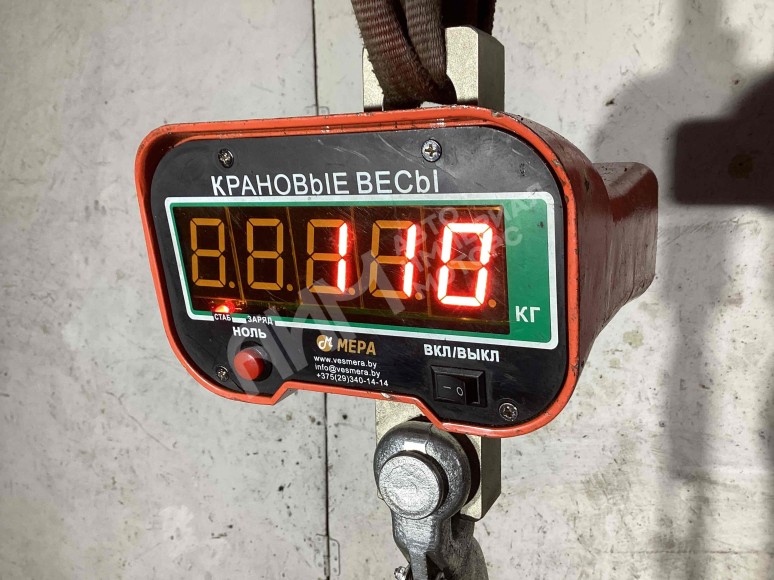 КРАНОВЫЕ ВЕСЫ
110
КГ
СТАБ ЗАРЯД
НОЛЬ
МЕРА
www.vesmera.by
info@vesmera.by
+375(29)340-14-14
ВКЛ/ВЫКЛ